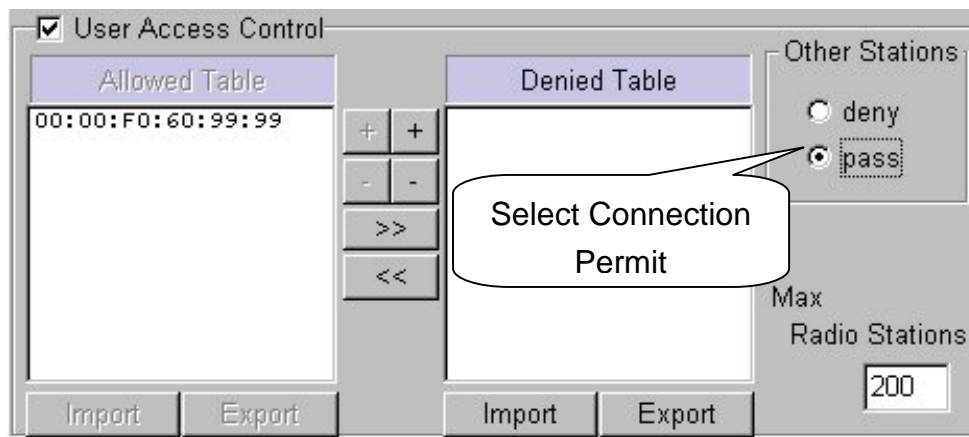 User Access Control
Allowed Table
00:00:F0:60:99:99
+ +
- -
>>
<<
Import Export
Denied Table
Import Export
Other Stations
deny
pass
Select Connection
Permit
Max
Radio Stations
200